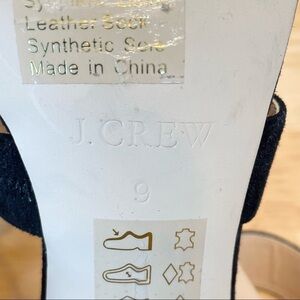 Leather Sock
Synthetic Sole
Made in China
J.CREW
9